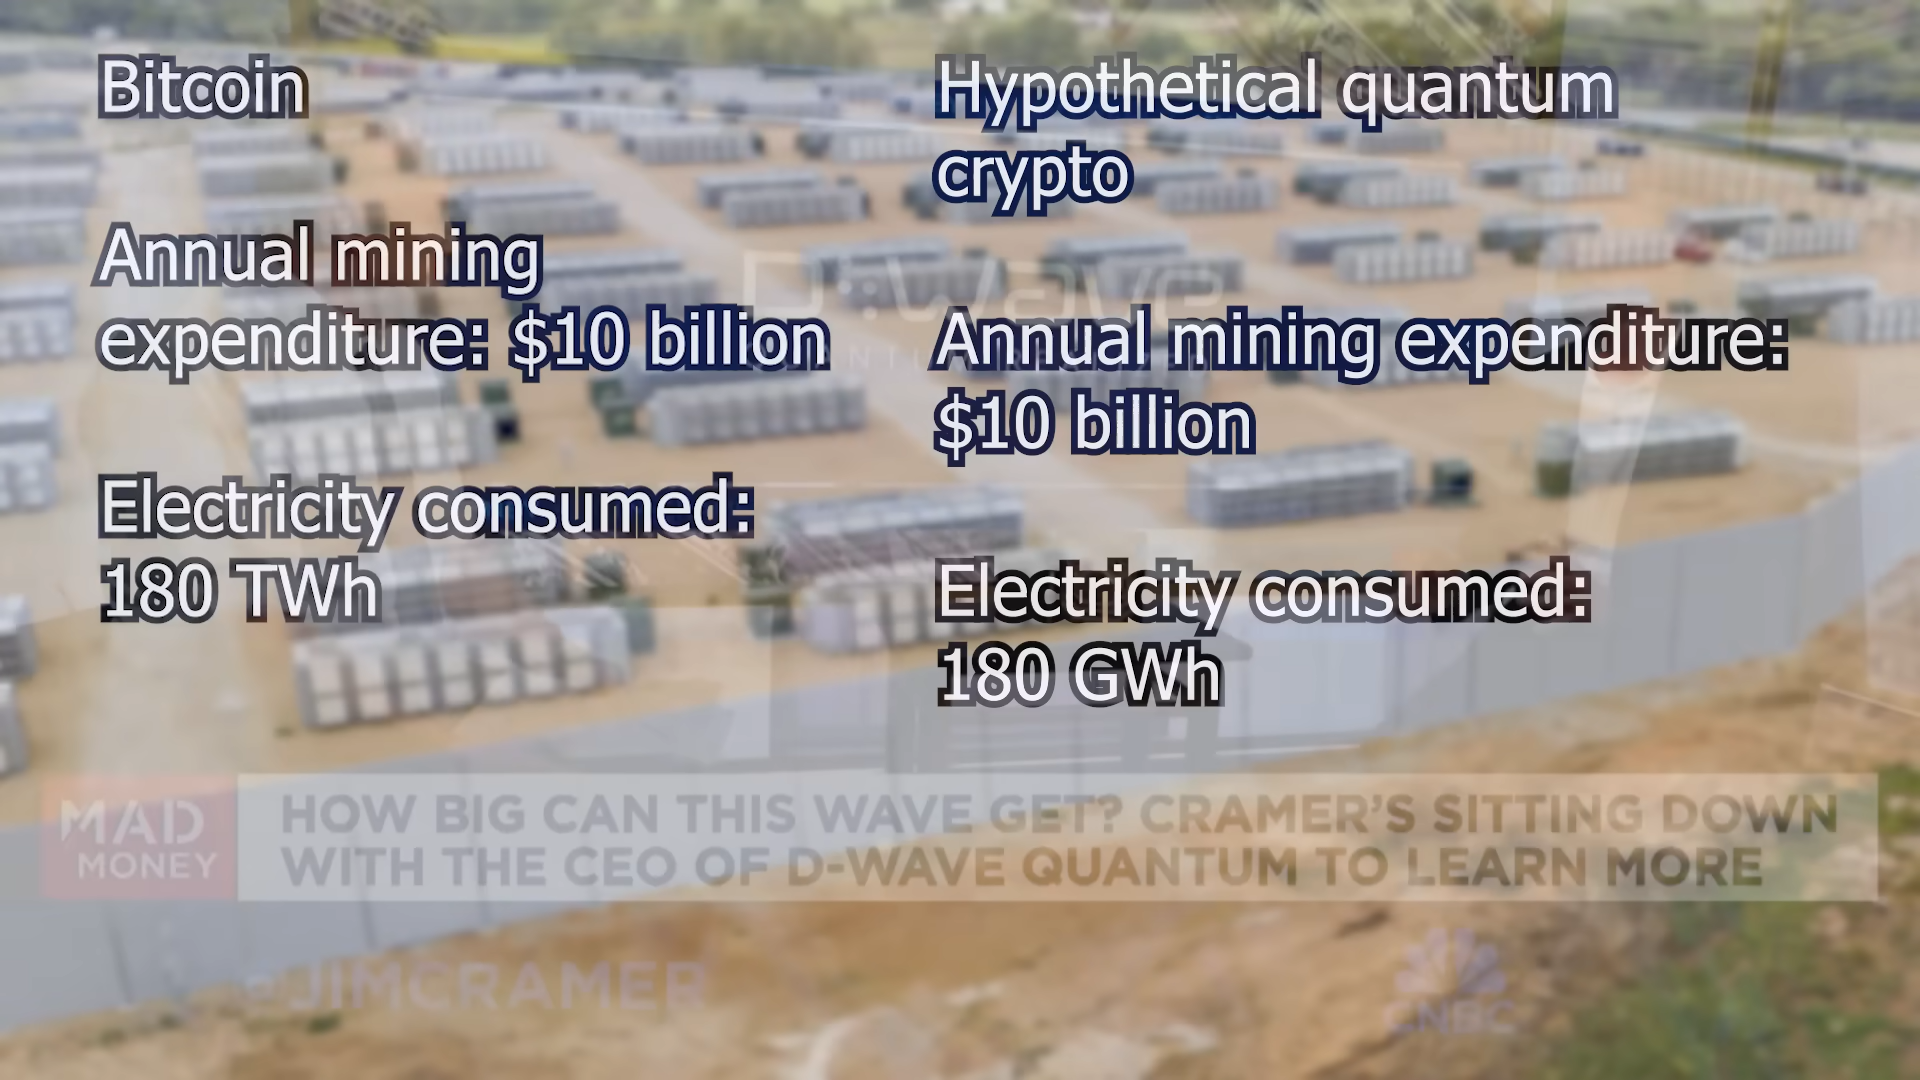 Bitcoin
Annual mining
expenditure: $10 billion
Electricity consumed:
180 TWh
Hypothetical quantum
crypto
Annual mining expenditure:
$10 billion
Electricity consumed:
180 GWh
D:Wave
MAD
MONEY
HOW BIG CAN THIS WAVE GET? CRAMER'S SITTING DOWN
WITH THE CEO OF D-WAVE QUANTUM TO LEARN MORE
@JIMCRAMER
CNBC